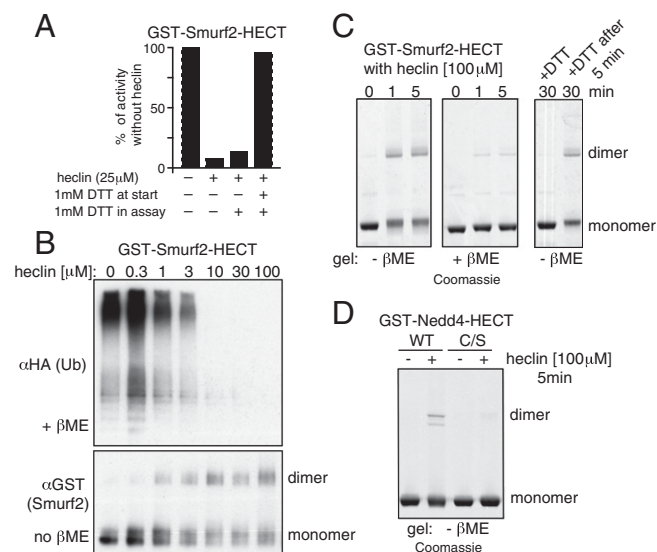 A
GST-Smurf2-HECT
% of activity
without heclin
100
50
0
heclin (25μM) − + + +
1mM DTT at start − − − +
1mM DTT in assay − − + +
B
GST-Smurf2-HECT
heclin [μM]: 0 0.3 1 3 10 30 100
αHA (Ub)
+ βME
αGST
(Smurf2)
no βME
dimer
monomer
C
GST-Smurf2-HECT
with heclin [100μM]
0 1 5 0 1 5
+DTT
+DTT after
5 min
30 30 min
dimer
monomer
gel: - βME + βME - βME
Coomassie
D
GST-Nedd4-HECT
WT C/S
- + - + heclin [100μM]
5min
dimer
monomer
gel: - βME
Coomassie